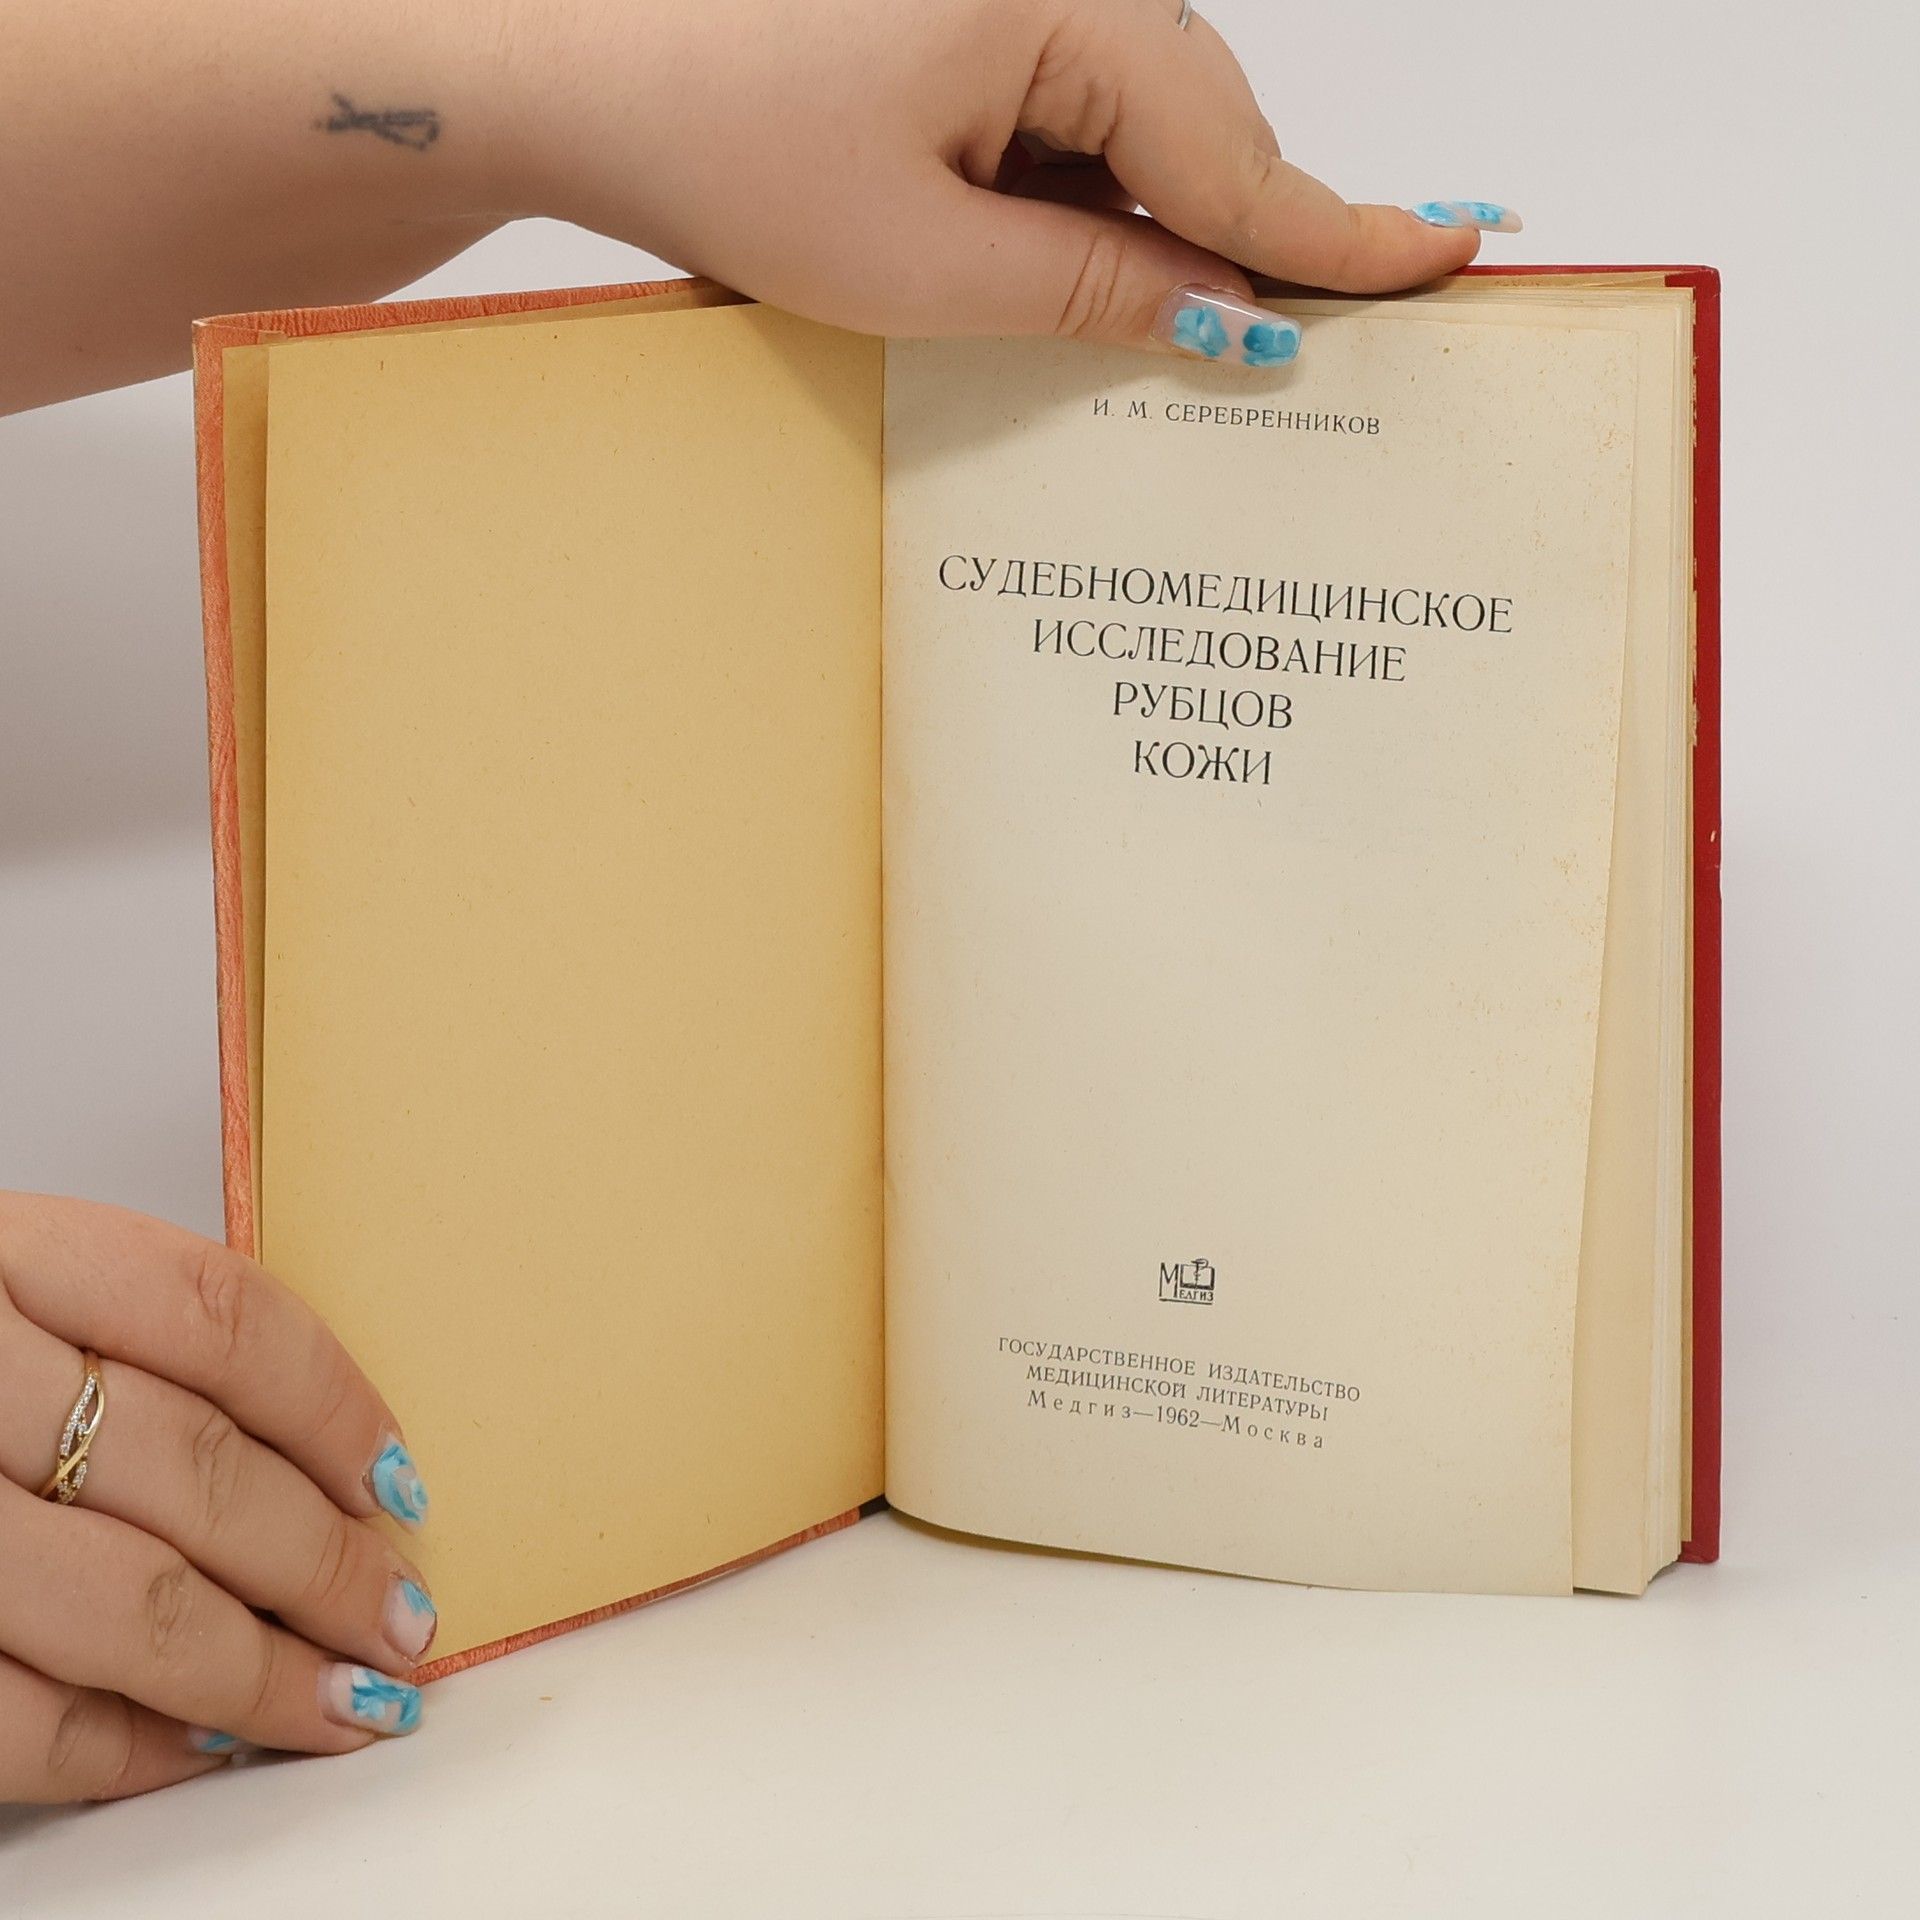 И. М. СЕРЕБРЕННИКОВ
СУДЕБНОМЕДИЦИНСКОЕ
ИССЛЕДОВАНИЕ
РУБЦОВ
КОЖИ
МЕДГИЗ
ГОСУДАРСТВЕННОЕ ИЗДАТЕЛЬСТВО
МЕДИЦИНСКОЙ ЛИТЕРАТУРЫ
Медгиз—1962—Москва